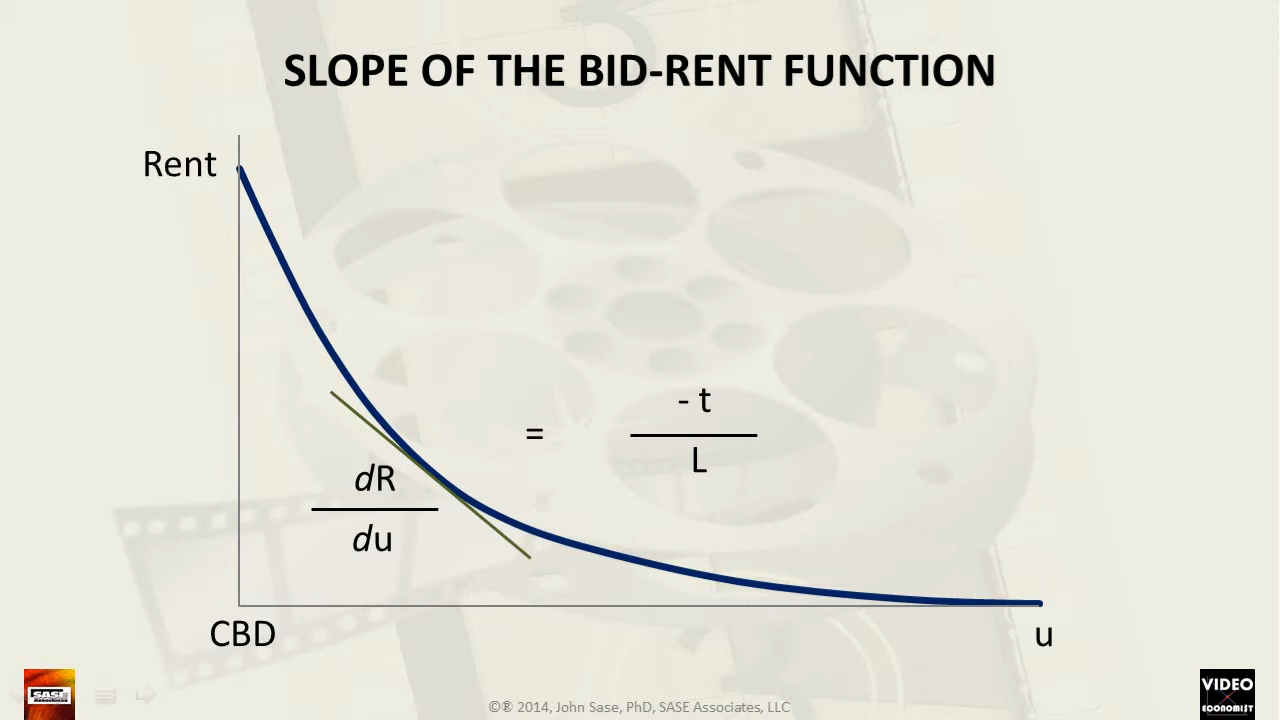 SLOPE OF THE BID-RENT FUNCTION
Rent
- t
=
L
dR
du
CBD
u
SASE
ASSOCIATES
©® 2014, John Sase, PhD, SASE Associates, LLC
VIDEO
ECONOMIST